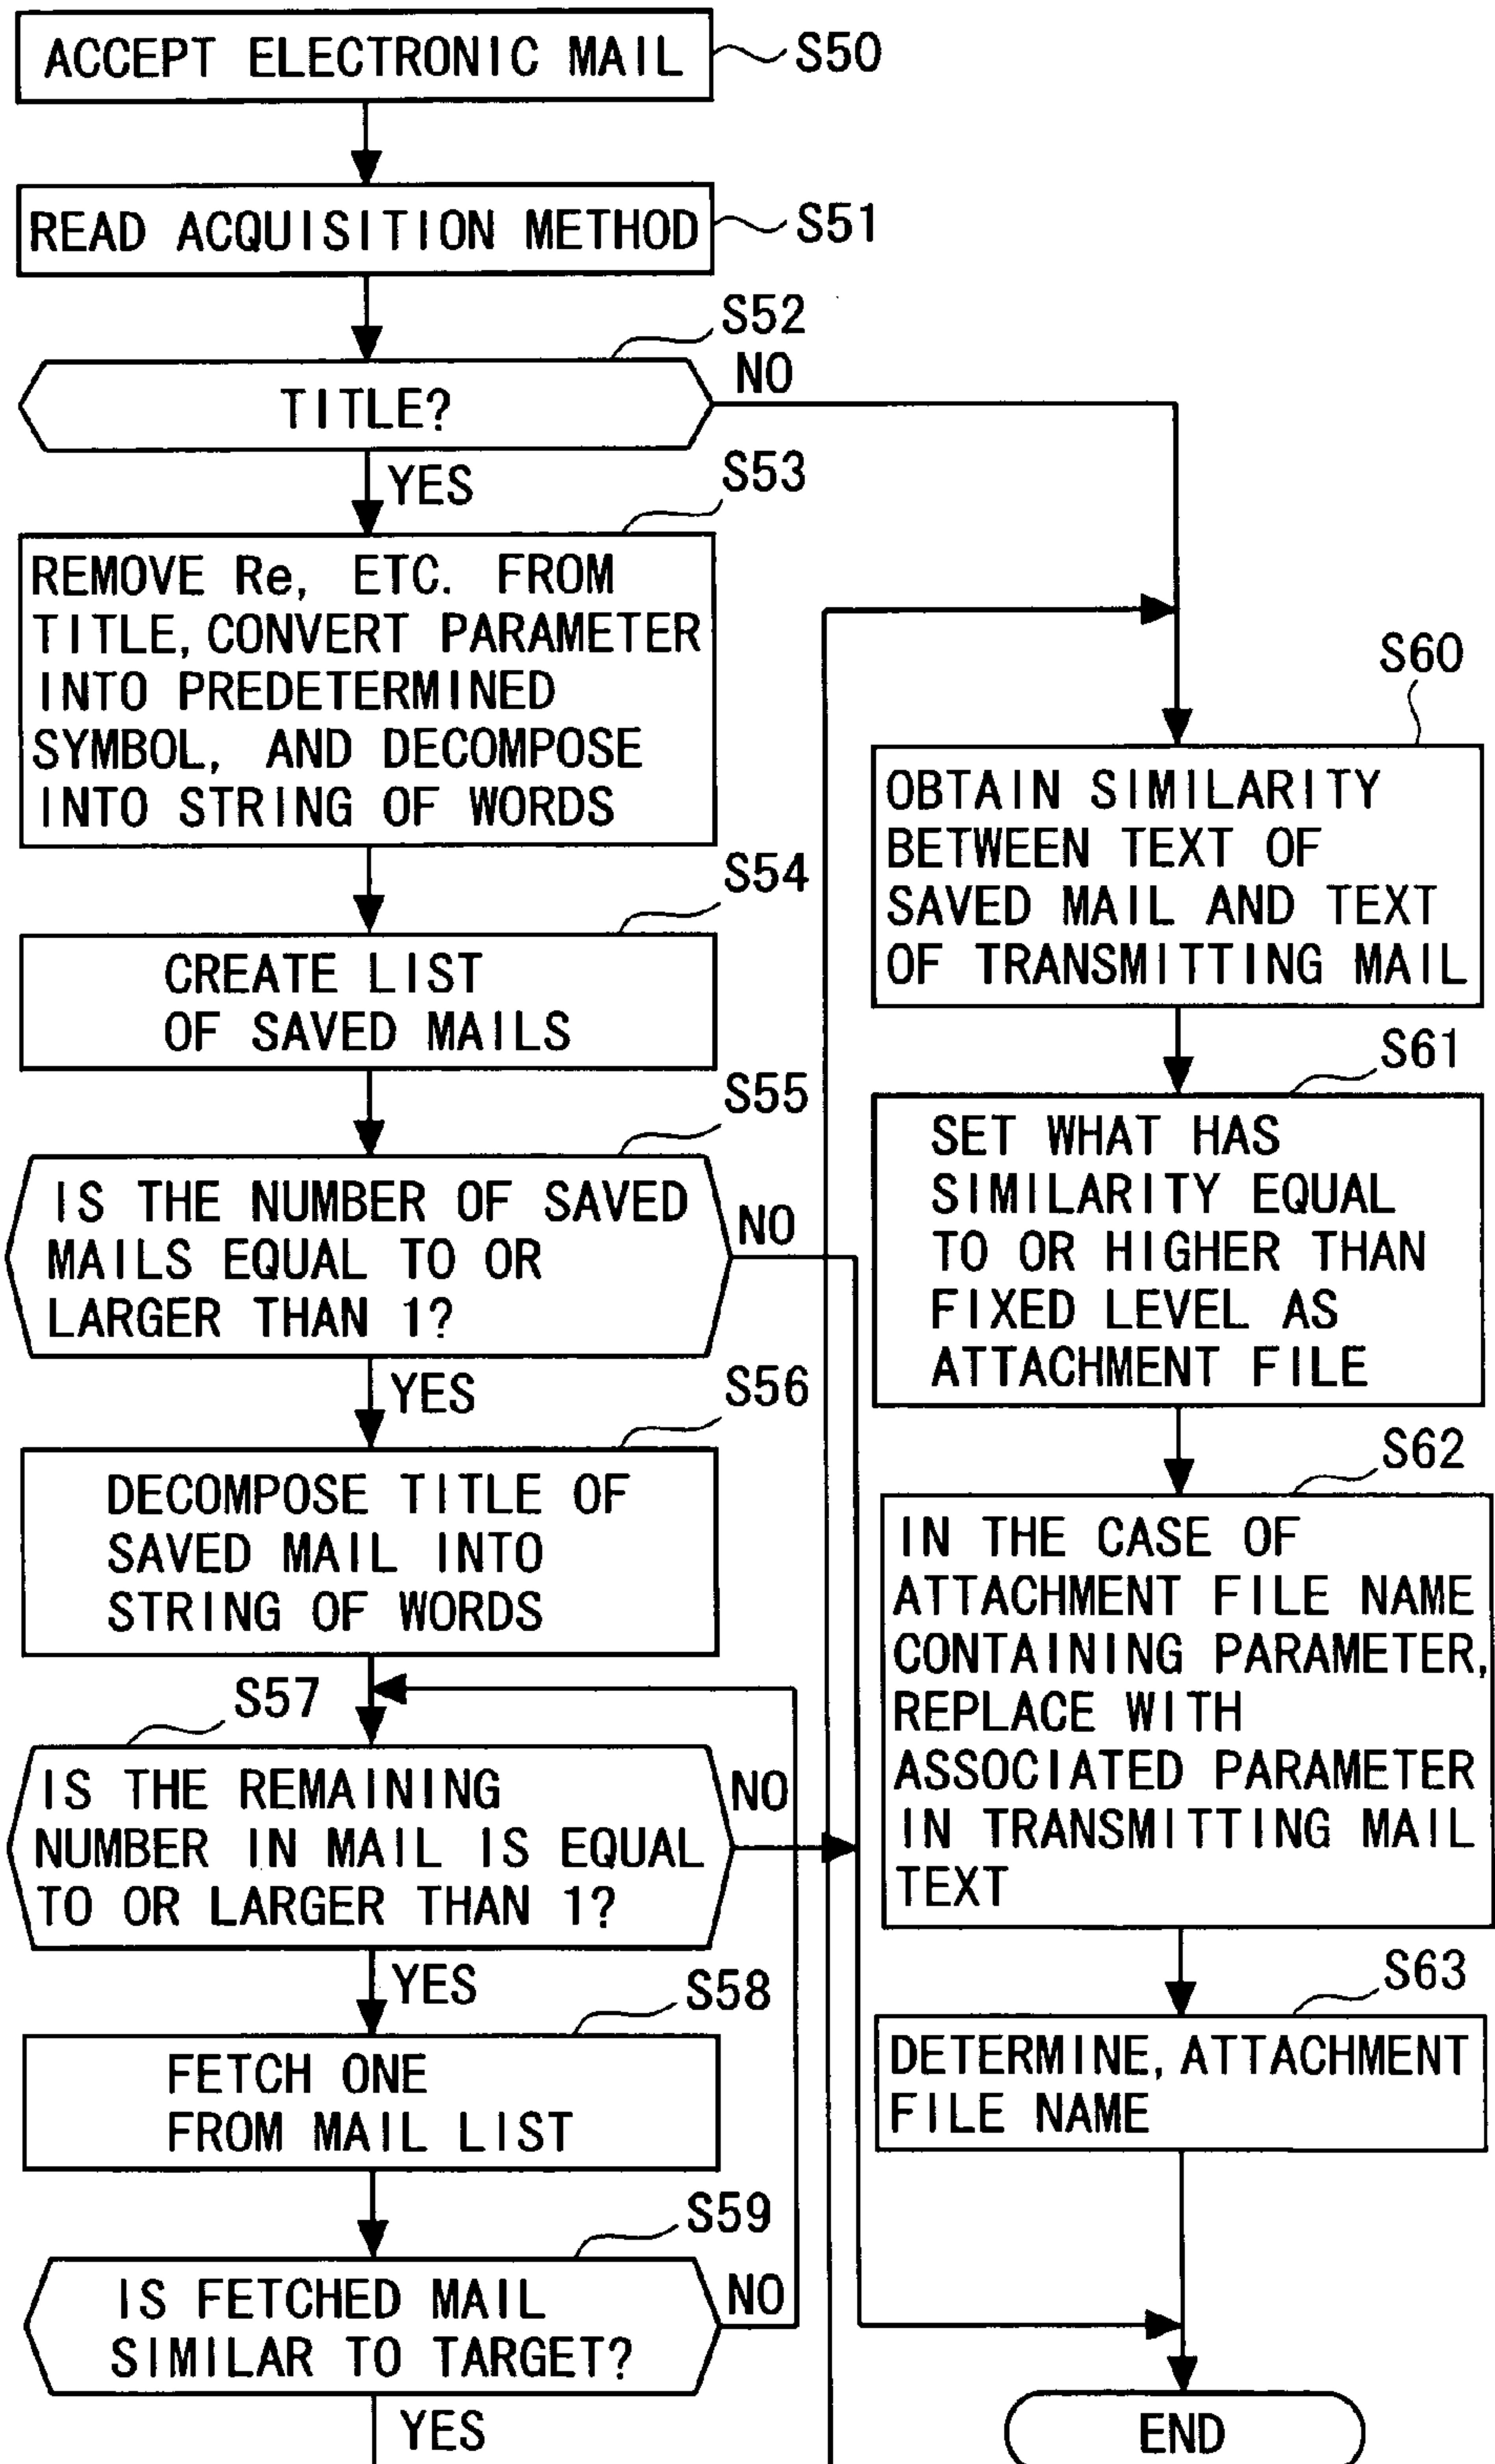 ACCEPT ELECTRONIC MAIL
S50
READ ACQUISITION METHOD
S51
S52
TITLE?
NO
YES
S53
REMOVE Re, ETC. FROM
TITLE, CONVERT PARAMETER
INTO PREDETERMINED
SYMBOL, AND DECOMPOSE
INTO STRING OF WORDS
S54
CREATE LIST
OF SAVED MAILS
S55
IS THE NUMBER OF SAVED
MAILS EQUAL TO OR
LARGER THAN 1?
NO
YES
S56
DECOMPOSE TITLE OF
SAVED MAIL INTO
STRING OF WORDS
S57
IS THE REMAINING
NUMBER IN MAIL IS EQUAL
TO OR LARGER THAN 1?
NO
YES
S58
FETCH ONE
FROM MAIL LIST
S59
IS FETCHED MAIL
SIMILAR TO TARGET?
NO
YES
S60
OBTAIN SIMILARITY
BETWEEN TEXT OF
SAVED MAIL AND TEXT
OF TRANSMITTING MAIL
S61
SET WHAT HAS
SIMILARITY EQUAL
TO OR HIGHER THAN
FIXED LEVEL AS
ATTACHMENT FILE
S62
IN THE CASE OF
ATTACHMENT FILE NAME
CONTAINING PARAMETER,
REPLACE WITH
ASSOCIATED PARAMETER
IN TRANSMITTING MAIL
TEXT
S63
DETERMINE, ATTACHMENT
FILE NAME
END